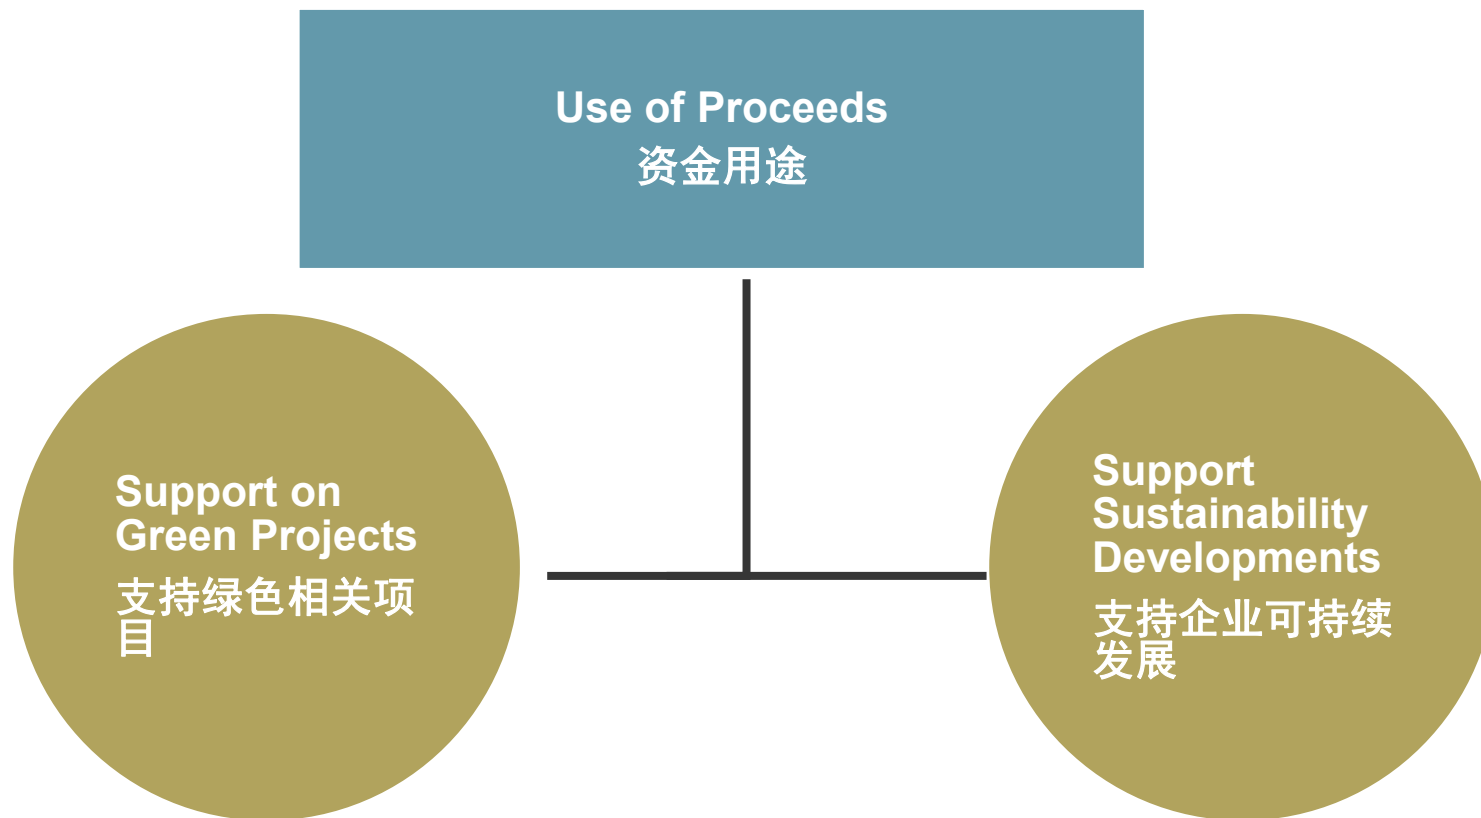 Use of Proceeds
资金用途
Support on
Green Projects
支持绿色相关项
目
Support
Sustainability
Developments
支持企业可持续
发展